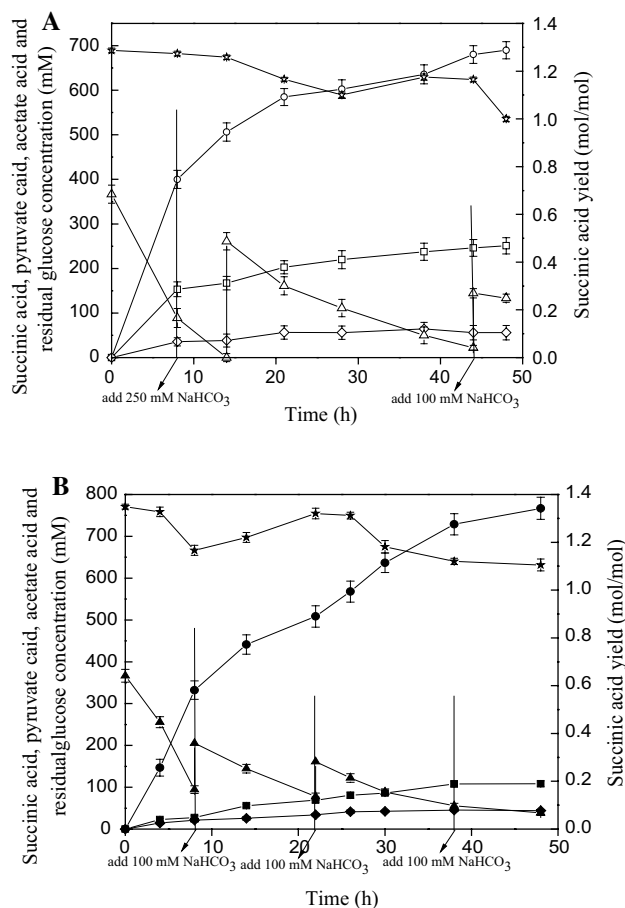 A
Succinic acid, pyruvate caid, acetate acid and
residual glucose concentration (mM)
700
600
500
400
300
200
100
0
1.4
1.2
1.0
0.8
0.6
0.4
0.2
0.0
Succinic acid yield (mol/mol)
0 10 20 30 40 50
add 250 mM NaHCO3 add 100 mM NaHCO3
Time (h)
B
Succinic acid, pyruvate caid, acetate acid and
residualglucose concentration (mM)
800
700
600
500
400
300
200
100
0
1.4
1.2
1.0
0.8
0.6
0.4
0.2
0.0
Succinic acid yield (mol/mol)
0 10 20 30 40 50
add 100 mM NaHCO3 add 100 mM NaHCO3 add 100 mM NaHCO3
Time (h)